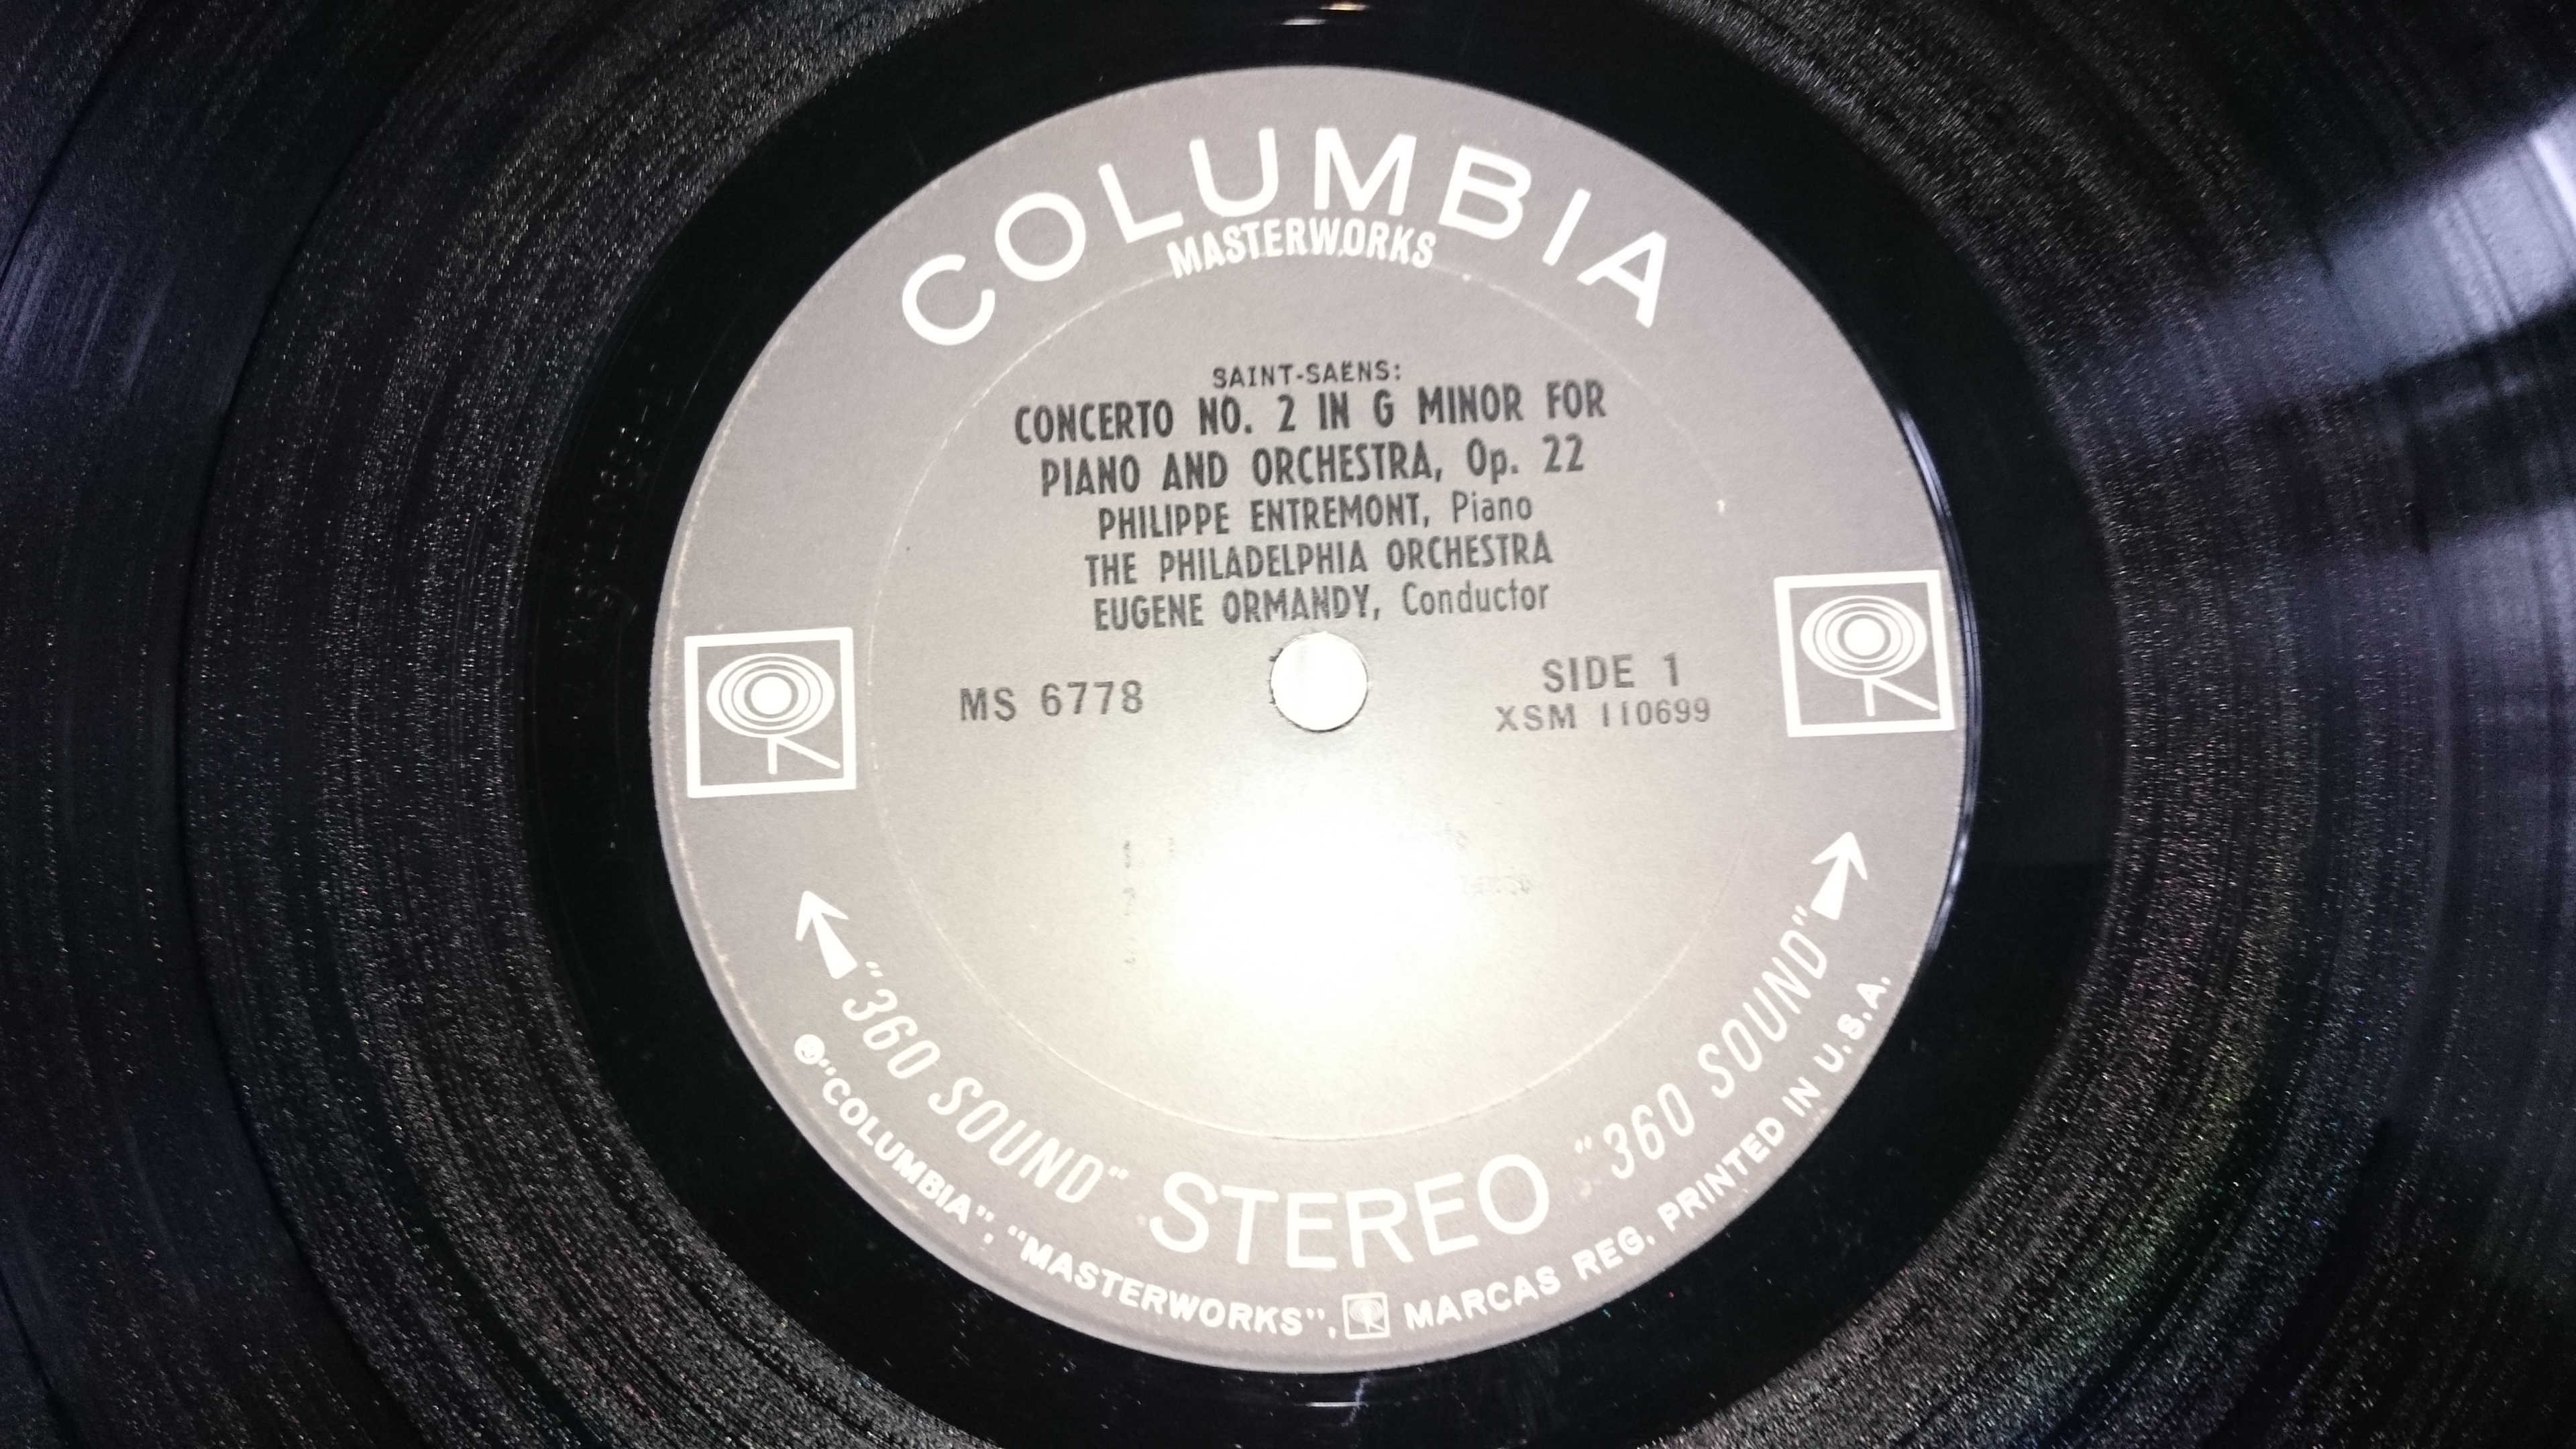 COLUMBIA
MASTERWORKS
SAINT-SAËNS:
CONCERTO NO. 2 IN G MINOR FOR
PIANO AND ORCHESTRA, Op. 22
PHILIPPE ENTREMONT, Piano
THE PHILADELPHIA ORCHESTRA
EUGENE ORMANDY, Conductor
MS 6778
SIDE 1
XSM 110699
"360 SOUND" STEREO "360 SOUND"
® "COLUMBIA", "MASTERWORKS", MARCAS REG. PRINTED IN U.S.A.